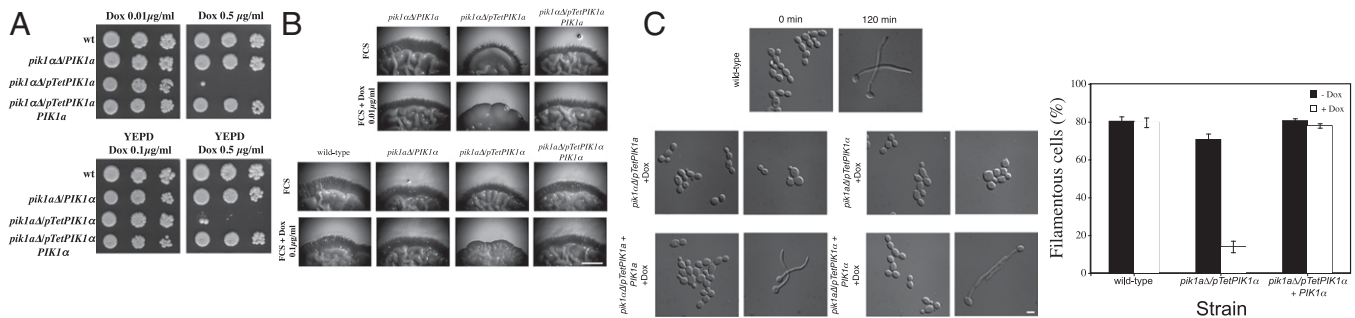 A
Dox 0.01µg/ml
Dox 0.5 µg/ml
wt
pik1αΔ/PIK1a
pik1αΔ/pTetPIK1a
pik1αΔ/pTetPIK1a
PIK1a
YEPD
Dox 0.1µg/ml
YEPD
Dox 0.5 µg/ml
wt
pik1aΔ/PIK1α
pik1aΔ/pTetPIK1α
pik1aΔ/pTetPIK1α
PIK1α
B
pik1αΔ/PIK1a
pik1αΔ/pTetPIK1a
pik1αΔ/pTetPIK1a
PIK1a
FCS
FCS + Dox
0.01µg/ml
wild-type
pik1aΔ/PIK1α
pik1aΔ/pTetPIK1α
pik1aΔ/pTetPIK1α
PIK1α
FCS
FCS + Dox
0.1µg/ml
C
0 min
120 min
wild-type
pik1αΔ/pTetPIK1a
+Dox
pik1aΔ/pTetPIK1α
+Dox
pik1αΔ/pTetPIK1a +
PIK1a
+Dox
pik1aΔ/pTetPIK1α +
PIK1α
+Dox
Filamentous cells (%)
100
80
60
40
20
0
- Dox
+ Dox
wild-type
pik1aΔ/pTetPIK1α
pik1aΔ/pTetPIK1α
+ PIK1α
Strain